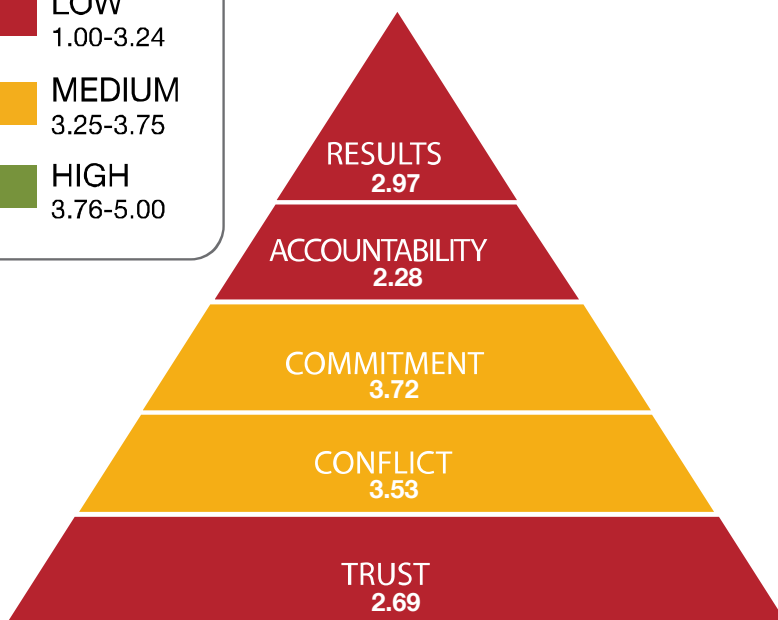 LOW
1.00-3.24
MEDIUM
3.25-3.75
HIGH
3.76-5.00
RESULTS
2.97
ACCOUNTABILITY
2.28
COMMITMENT
3.72
CONFLICT
3.53
TRUST
2.69